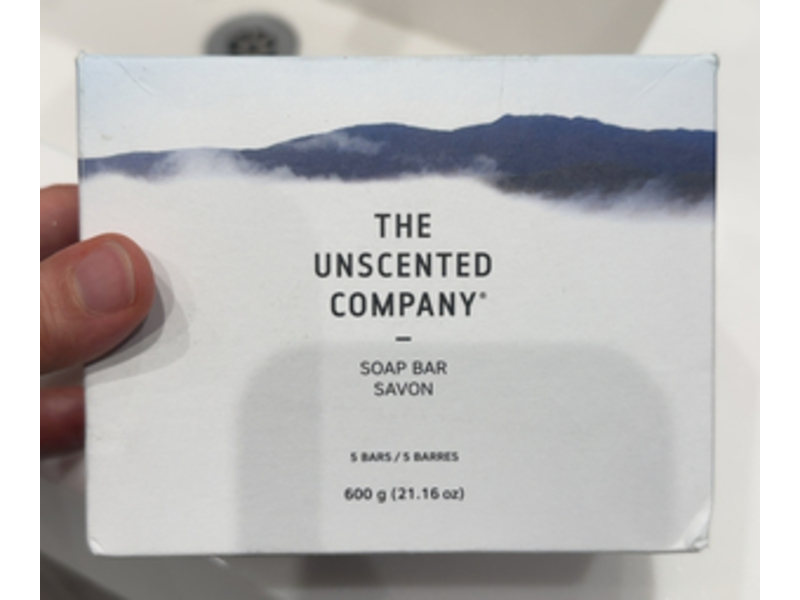 THE
UNSCENTED
COMPANY®
SOAP BAR
SAVON
5 BARS / 5 BARRES
600 g (21.16 oz)